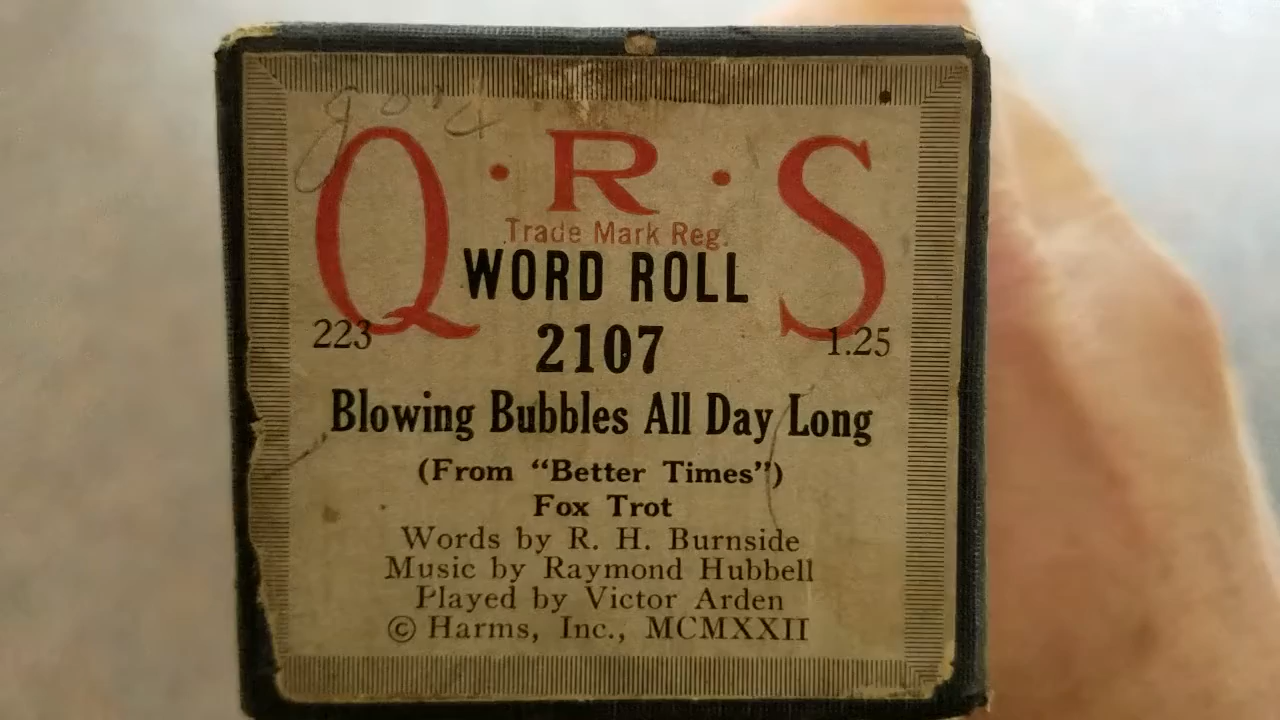 Q·R·S
Trade Mark Reg.
WORD ROLL
223 2107 1.25
Blowing Bubbles All Day Long
(From “Better Times”)
Fox Trot
Words by R. H. Burnside
Music by Raymond Hubbell
Played by Victor Arden
© Harms, Inc., MCMXXII